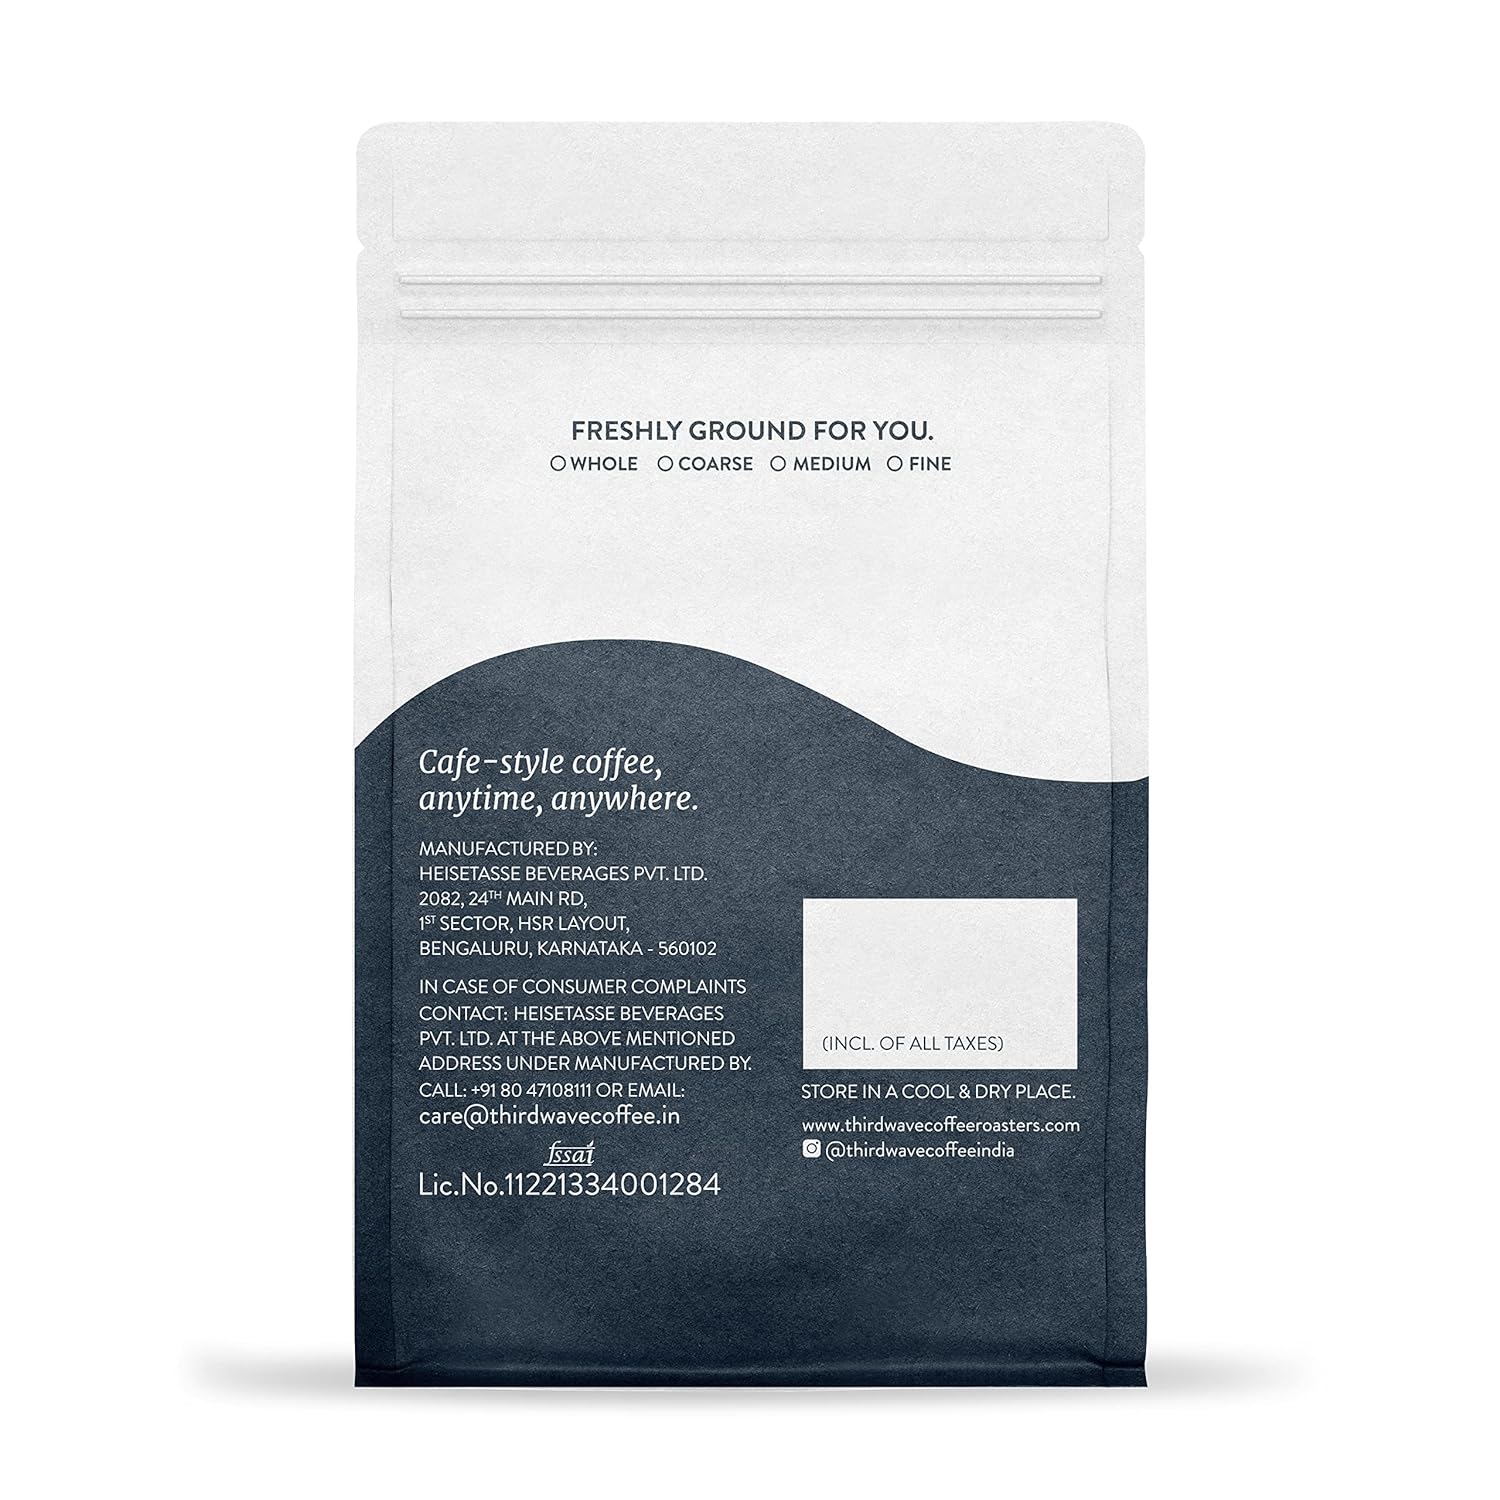 FRESHLY GROUND FOR YOU.
WHOLE COARSE MEDIUM FINE
Cafe-style coffee,
anytime, anywhere.
MANUFACTURED BY:
HEISETASSE BEVERAGES PVT. LTD.
2082, 24TH MAIN RD,
1ST SECTOR, HSR LAYOUT,
BENGALURU, KARNATAKA - 560102
IN CASE OF CONSUMER COMPLAINTS
CONTACT: HEISETASSE BEVERAGES
PVT. LTD. AT THE ABOVE MENTIONED
ADDRESS UNDER MANUFACTURED BY.
CALL: +91 80 47108111 OR EMAIL:
care@thirdwavecoffee.in
fssai
Lic.No.11221334001284
(INCL. OF ALL TAXES)
STORE IN A COOL & DRY PLACE.
www.thirdwavecoffeeroasters.com
@thirdwavecoffeeindia